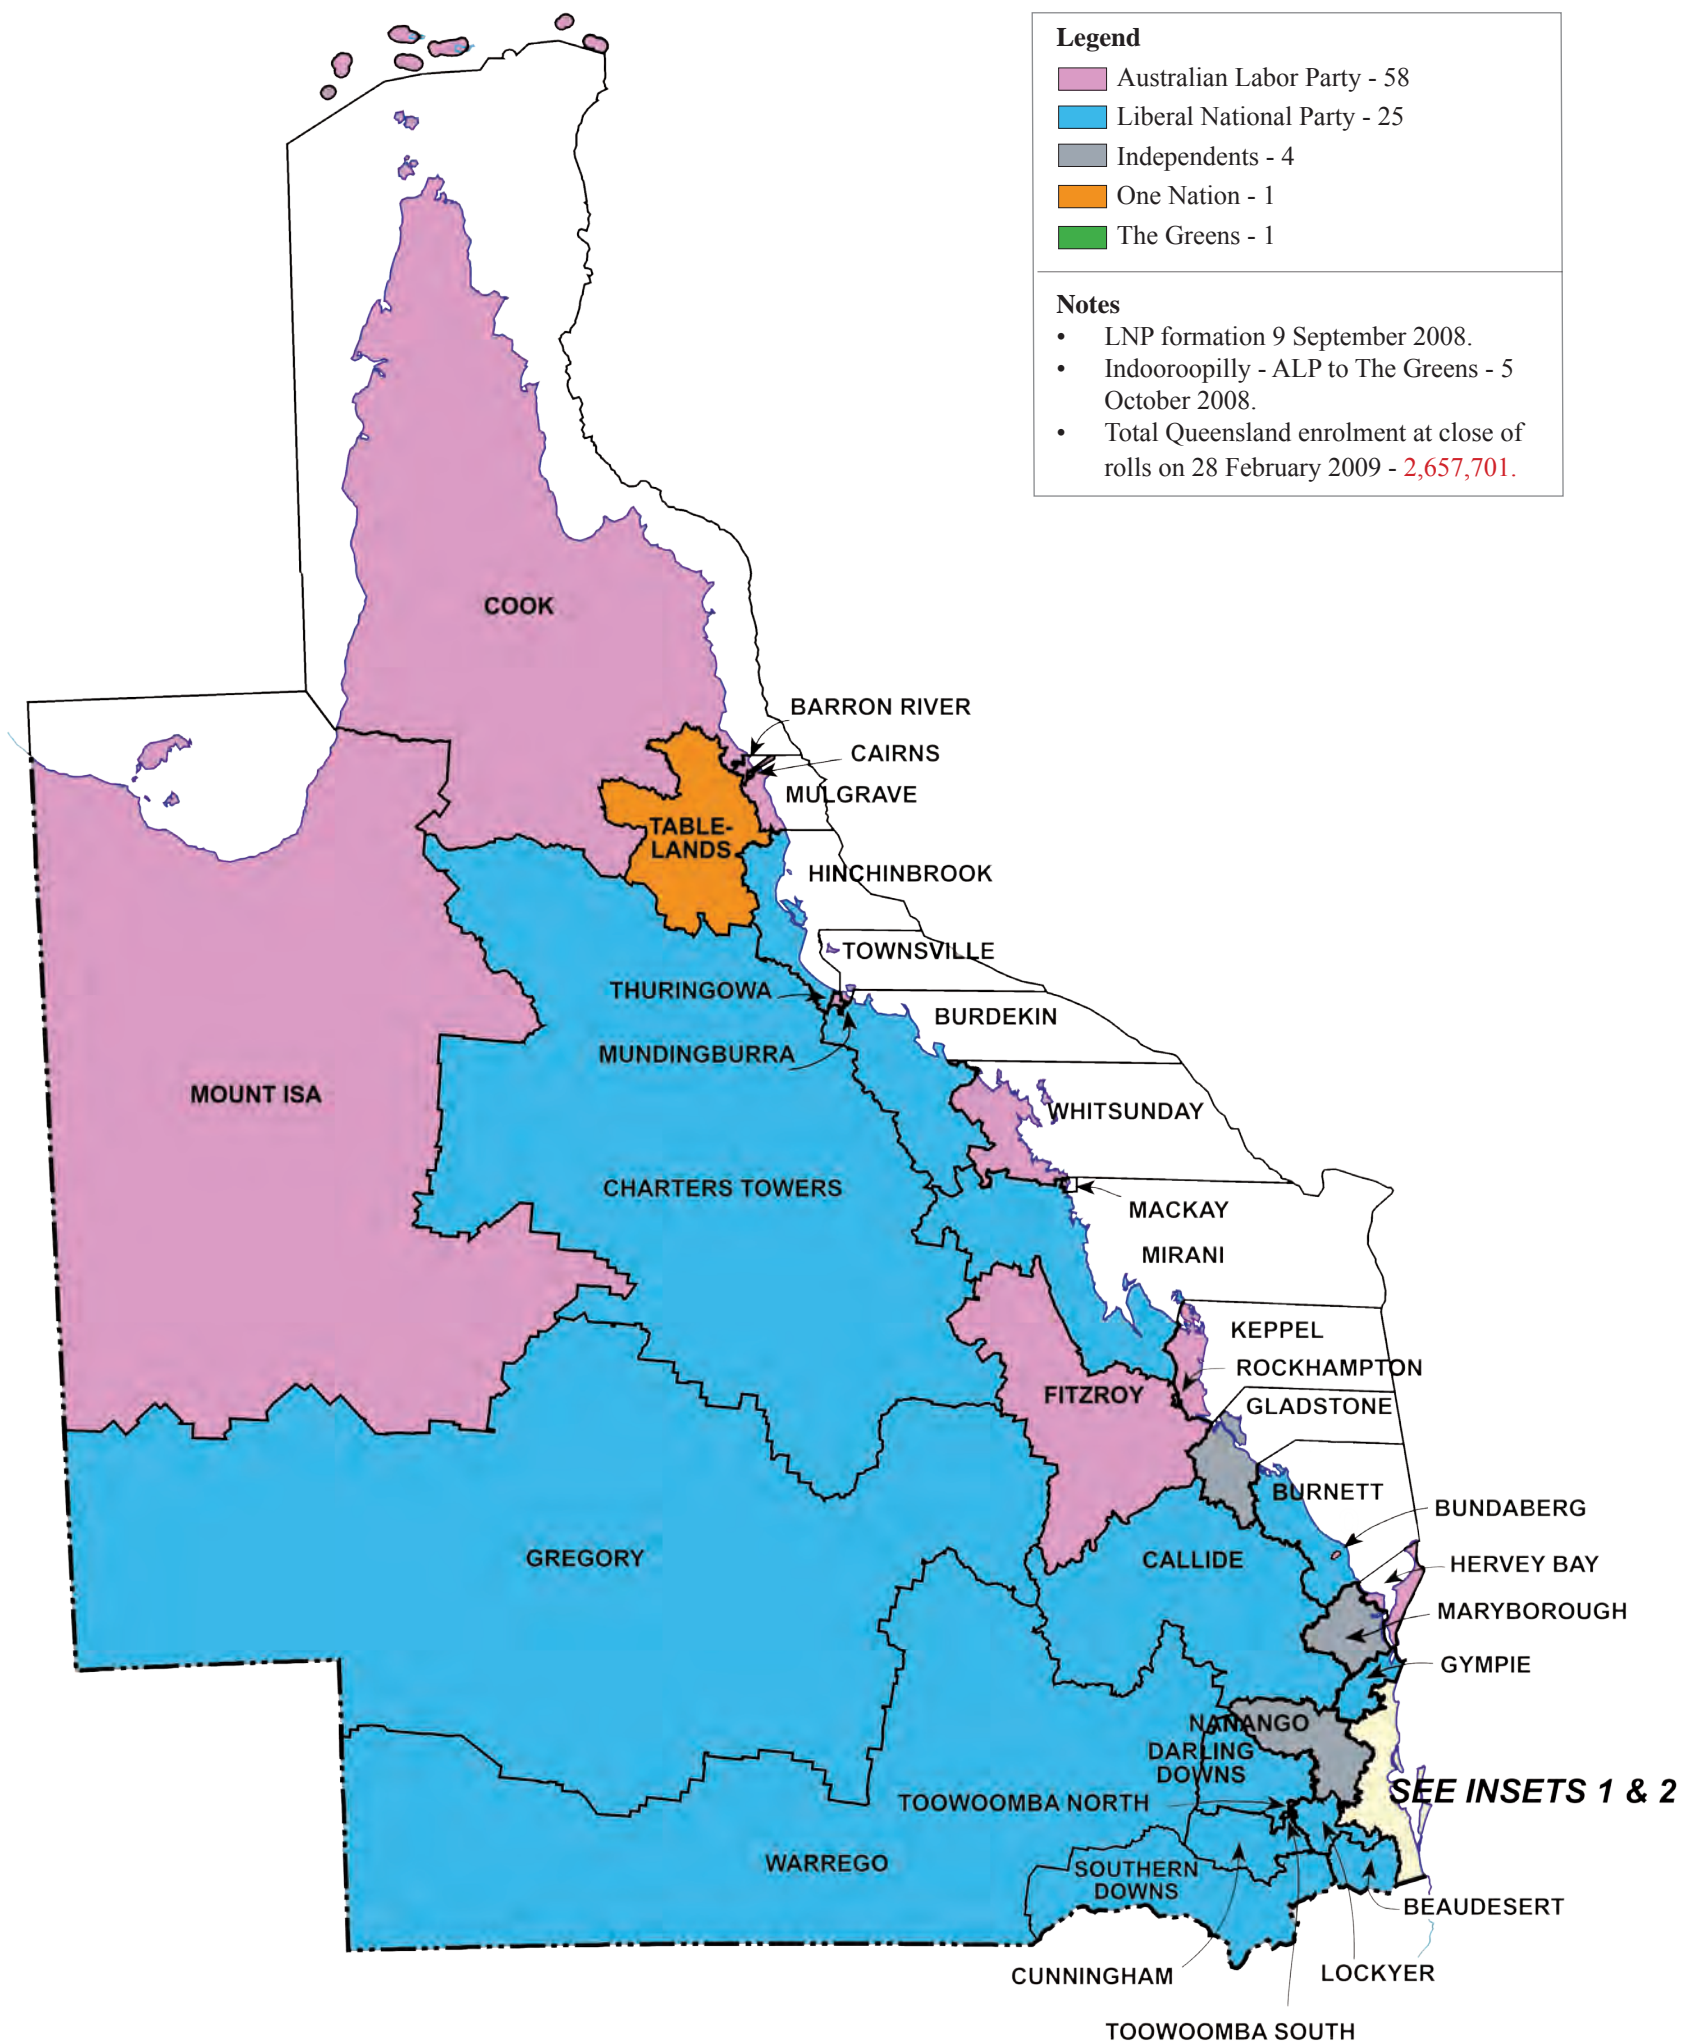 Legend
Australian Labor Party - 58
Liberal National Party - 25
Independents - 4
One Nation - 1
The Greens - 1
Notes
• LNP formation 9 September 2008.
• Indooroopilly - ALP to The Greens - 5
October 2008.
• Total Queensland enrolment at close of
rolls on 28 February 2009 - 2,657,701.
COOK
BARRON RIVER
CAIRNS
MULGRAVE
TABLE-
LANDS
HINCHINBROOK
TOWNSVILLE
THURINGOWA
BURDEKIN
MUNDINGBURRA
MOUNT ISA
WHITSUNDAY
CHARTERS TOWERS
MACKAY
MIRANI
KEPPEL
ROCKHAMPTON
FITZROY
GLADSTONE
BURNETT
BUNDABERG
GREGORY
CALLIDE
HERVEY BAY
MARYBOROUGH
GYMPIE
NANANGO
DARLING
DOWNS
SEE INSETS 1 & 2
TOOWOOMBA NORTH
WARREGO
SOUTHERN
DOWNS
BEAUDESERT
CUNNINGHAM
LOCKYER
TOOWOOMBA SOUTH